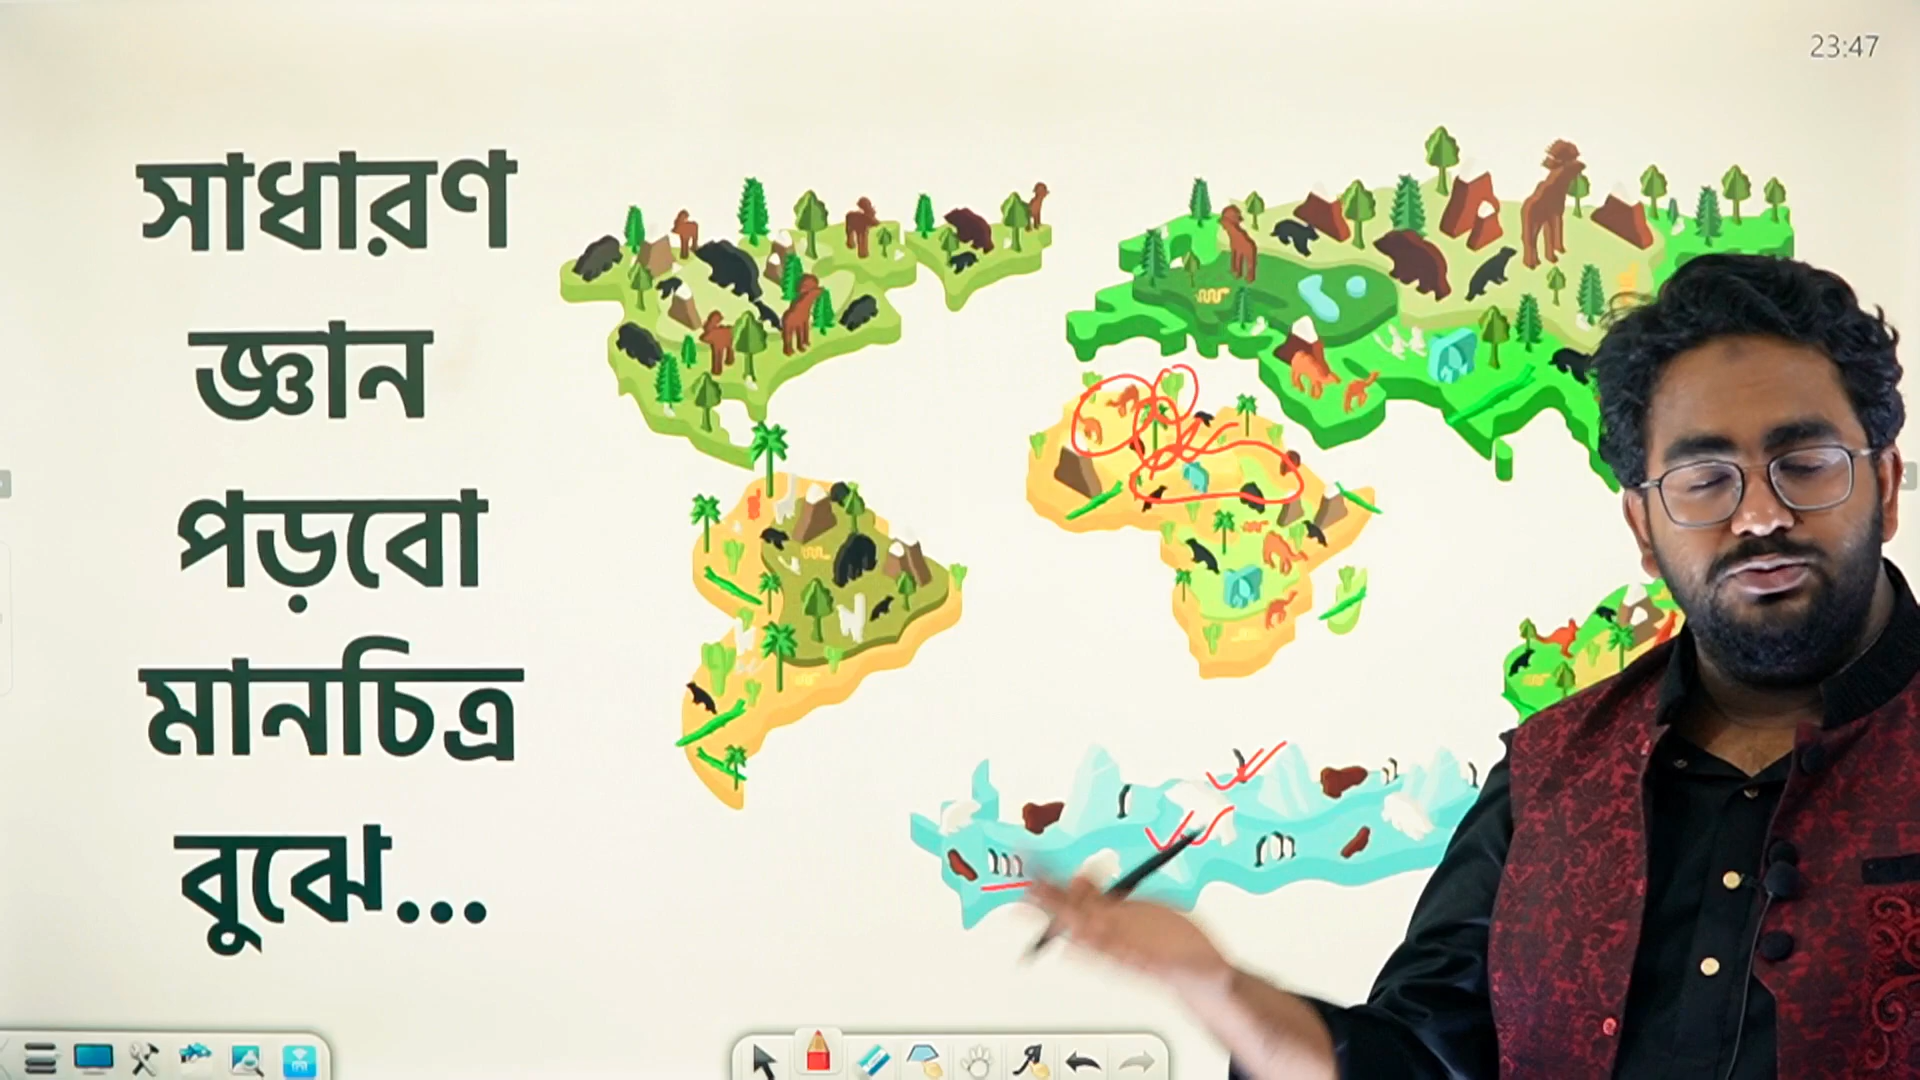 23:47
সাধারণ
জ্ঞান
পড়বো
মানচিত্র
বুঝে...